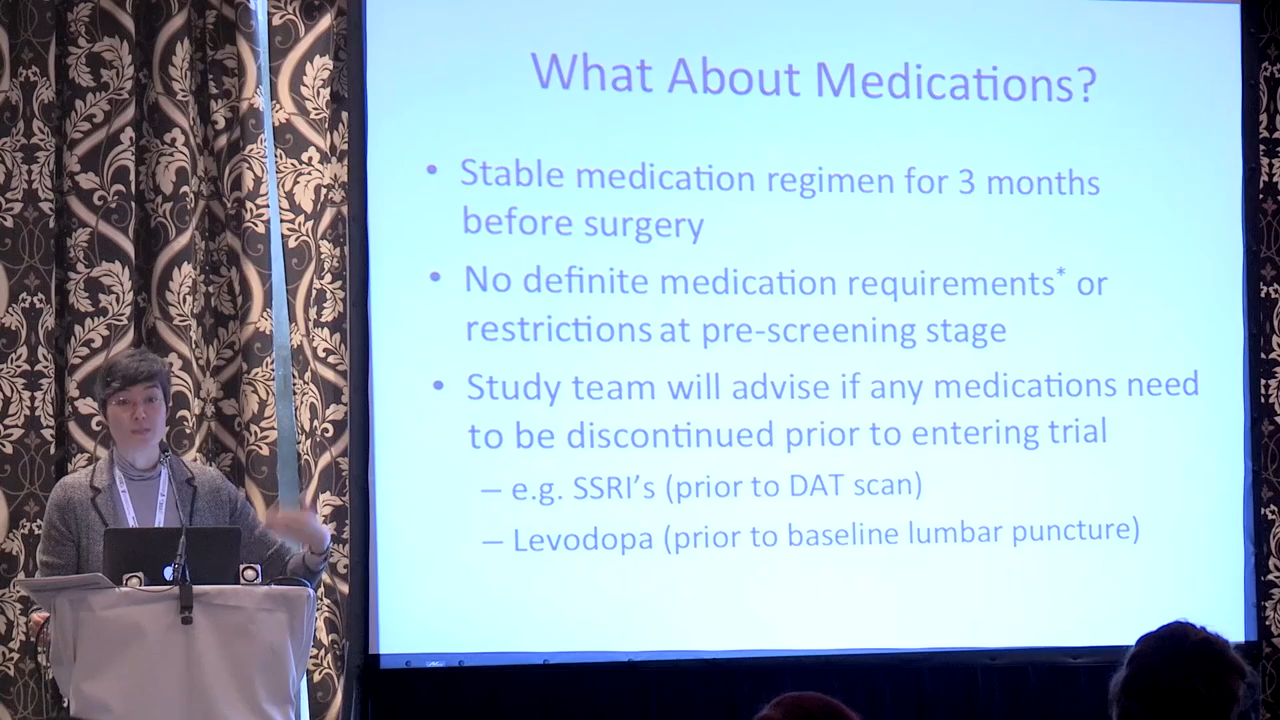 What About Medications?
• Stable medication regimen for 3 months
before surgery
• No definite medication requirements* or
restrictions at pre-screening stage
• Study team will advise if any medications need
to be discontinued prior to entering trial
– e.g. SSRI's (prior to DAT scan)
– Levodopa (prior to baseline lumbar puncture)